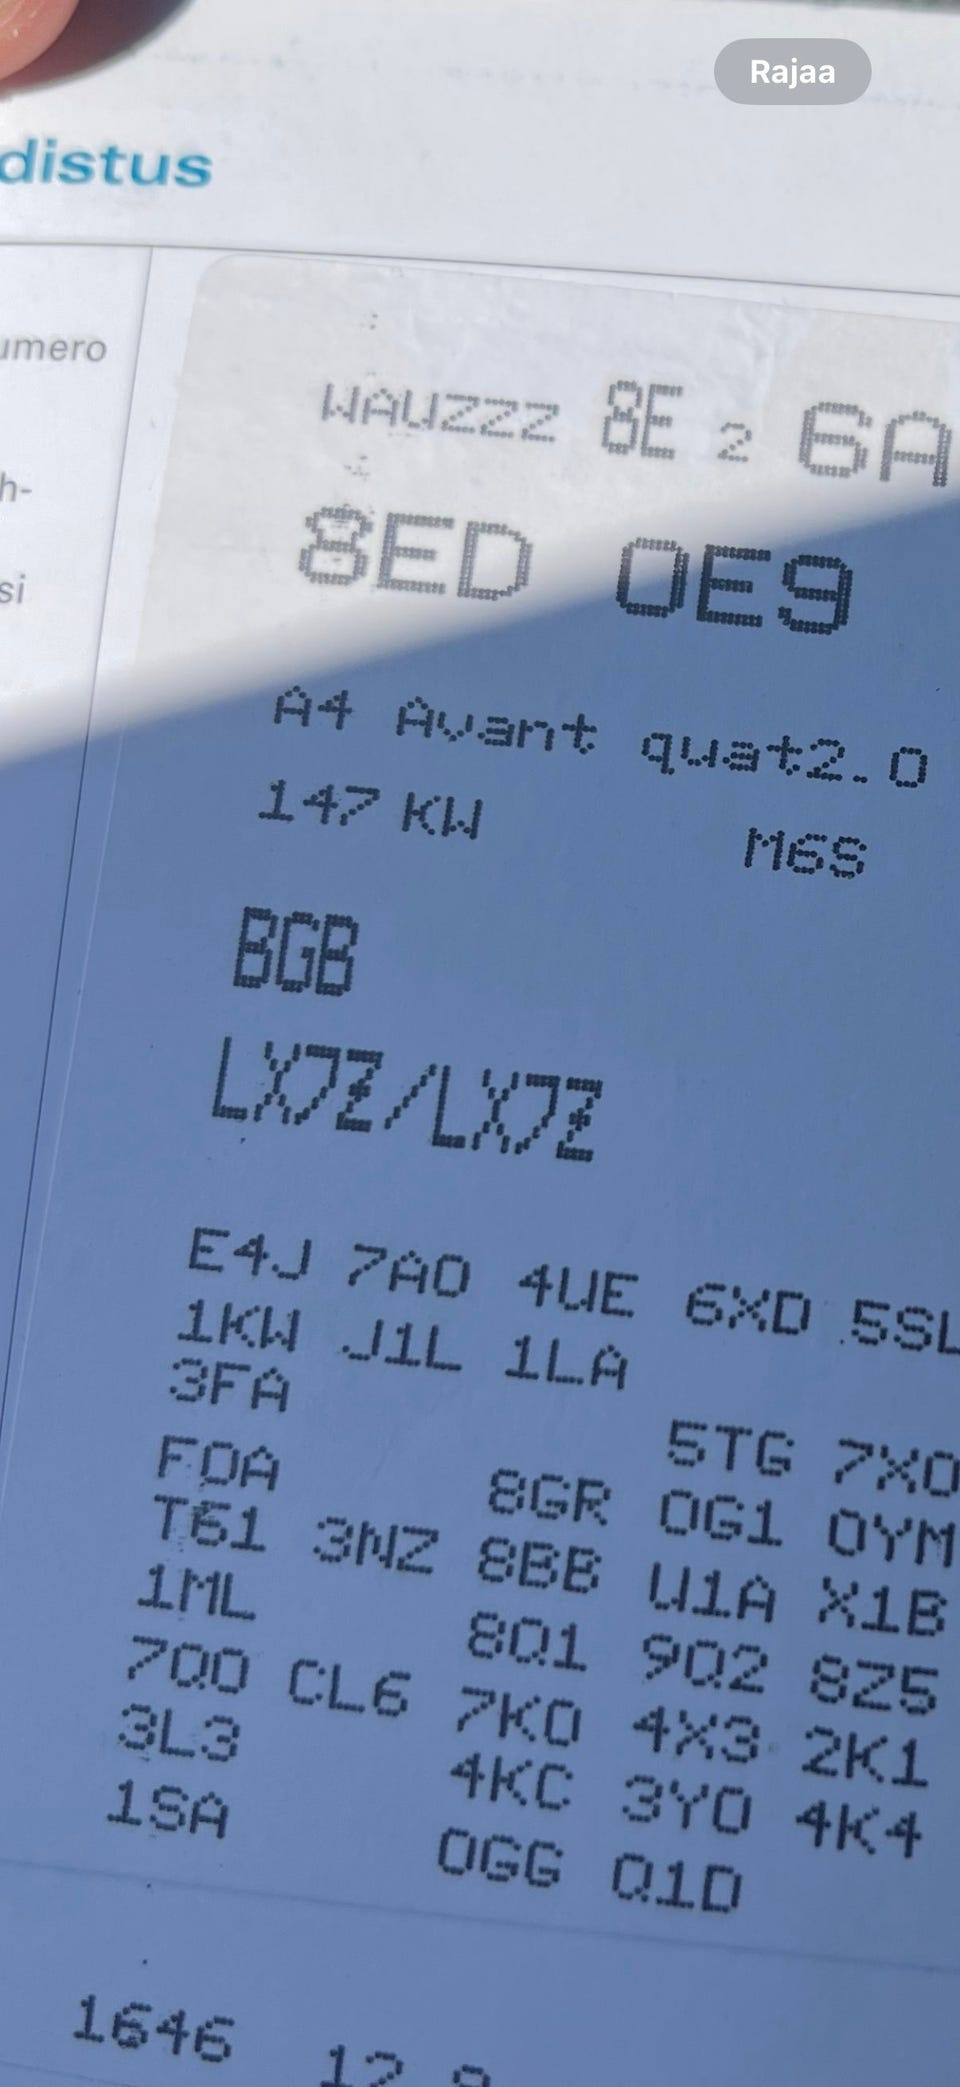 Rajaa
distus
umero
WAUZZZ 8E 2 6A
h-
8ED 0E9
si
A4 Avant quat2.0
147 KW M6S
BGB
LX7Z/LX7Z
E4J 7A0 4UE 6XD 5SL
1KW J1L 1LA
3FA 5TG 7X0
F0A 8GR 0G1 0YM
T61 3NZ 8BB U1A X1B
1ML 8Q1 9Q2 8Z5
7Q0 CL6 7K0 4X3 2K1
3L3 4KC 3Y0 4K4
1SA 0GG Q1D
1646 12